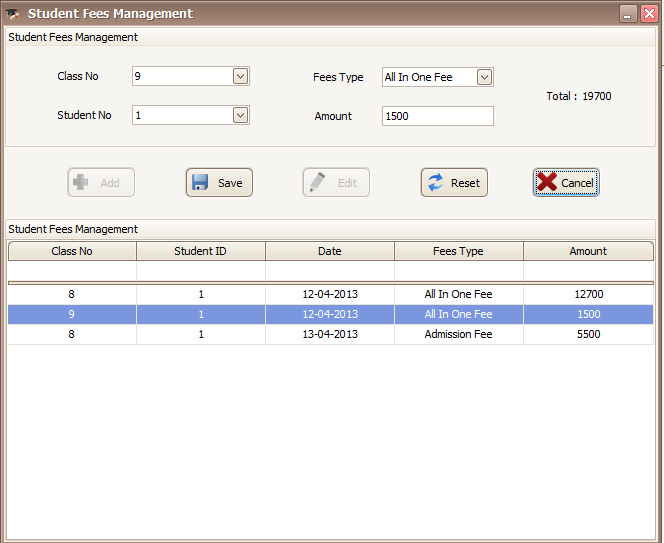 Student Fees Management
Student Fees Management
Class No 9 Fees Type All In One Fee
Total : 19700
Student No 1 Amount 1500
Add Save Edit Reset Cancel
Student Fees Management
Class No Student ID Date Fees Type Amount
8 1 12-04-2013 All In One Fee 12700
9 1 12-04-2013 All In One Fee 1500
8 1 13-04-2013 Admission Fee 5500